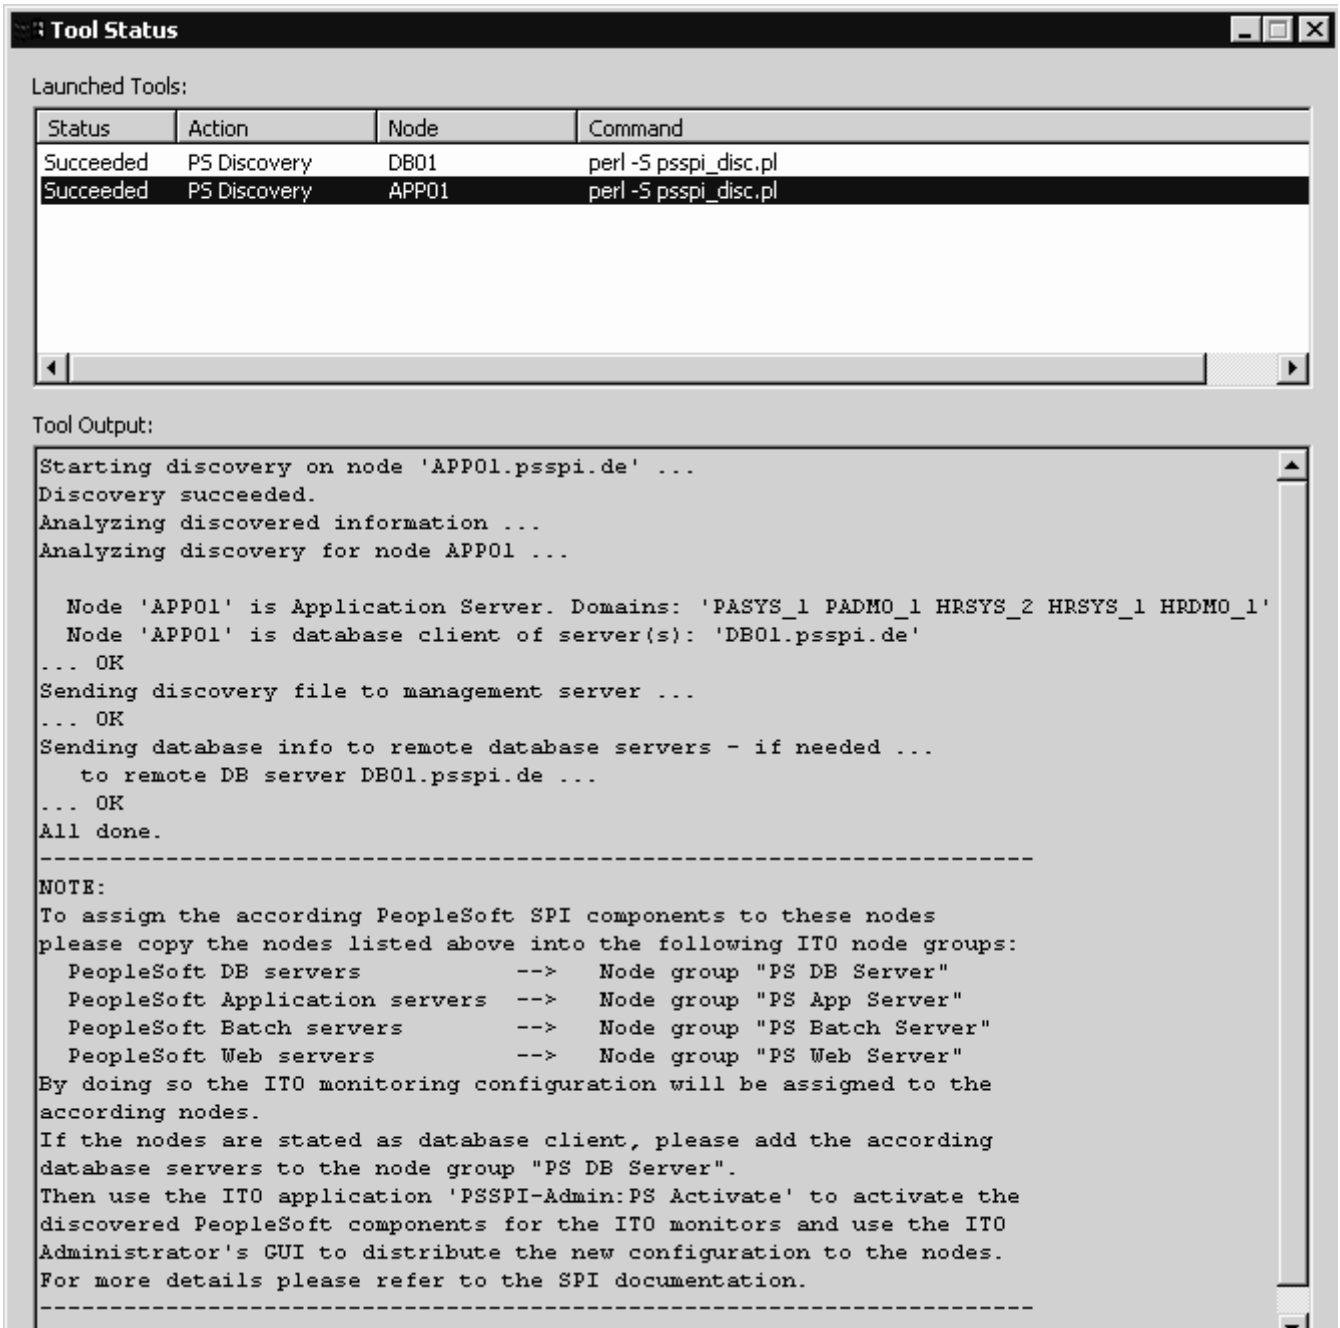 Tool Status
Launched Tools:
Status Action Node Command
Succeeded PS Discovery DB01 perl -S psspi_disc.pl
Succeeded PS Discovery APP01 perl -S psspi_disc.pl
Tool Output:
Starting discovery on node 'APP01.psspi.de' ...
Discovery succeeded.
Analyzing discovered information ...
Analyzing discovery for node APP01 ...
Node 'APP01' is Application Server. Domains: 'PASYS_1 PADMO_1 HRSYS_2 HRSYS_1 HRDMO_1'
Node 'APP01' is database client of server(s): 'DB01.psspi.de'
... OK
Sending discovery file to management server ...
... OK
Sending database info to remote database servers - if needed ...
to remote DB server DB01.psspi.de ...
... OK
All done.
-----------------------------------------------------------------------
NOTE:
To assign the according PeopleSoft SPI components to these nodes
please copy the nodes listed above into the following ITO node groups:
PeopleSoft DB servers --> Node group "PS DB Server"
PeopleSoft Application servers --> Node group "PS App Server"
PeopleSoft Batch servers --> Node group "PS Batch Server"
PeopleSoft Web servers --> Node group "PS Web Server"
By doing so the ITO monitoring configuration will be assigned to the
according nodes.
If the nodes are stated as database client, please add the according
database servers to the node group "PS DB Server".
Then use the ITO application 'PSSPI-Admin:PS Activate' to activate the
discovered PeopleSoft components for the ITO monitors and use the ITO
Administrator's GUI to distribute the new configuration to the nodes.
For more details please refer to the SPI documentation.
-----------------------------------------------------------------------